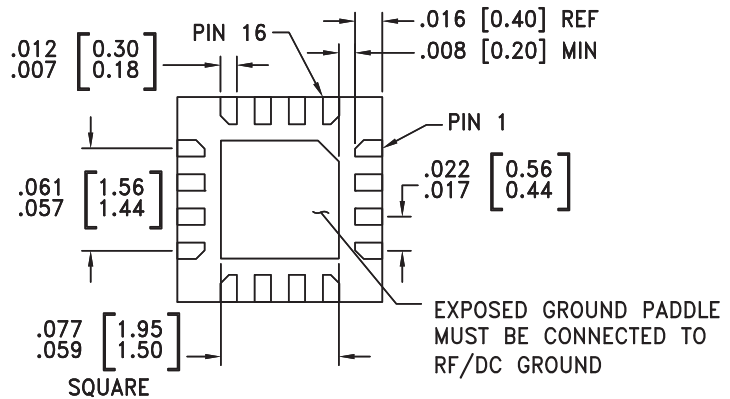 PIN 16
.016 [0.40] REF
.008 [0.20] MIN
.012 [0.30]
.007 [0.18]
PIN 1
.022 [0.56]
.017 [0.44]
.061 [1.56]
.057 [1.44]
EXPOSED GROUND PADDLE
MUST BE CONNECTED TO
RF/DC GROUND
.077 [1.95]
.059 [1.50]
SQUARE